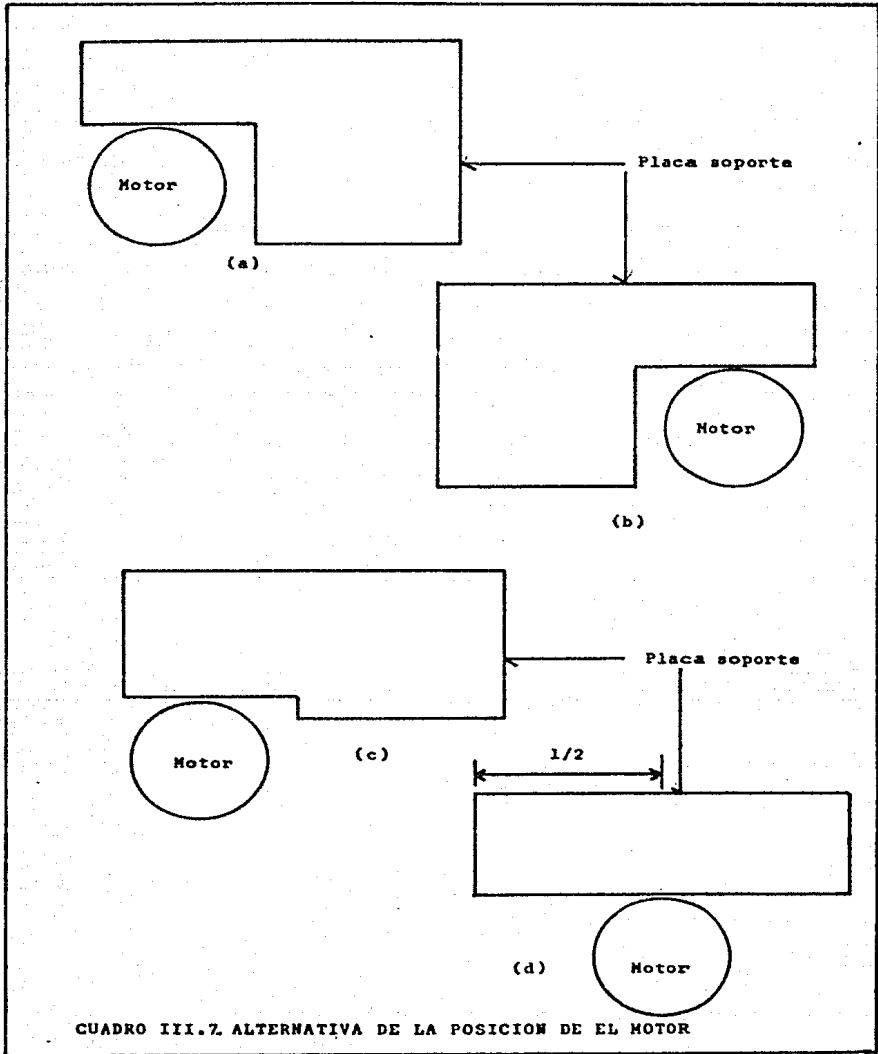 Motor
Placa soporte
(a)
Motor
(b)
Placa soporte
Motor
(c)
1/2
(d)
Motor
CUADRO III.7. ALTERNATIVA DE LA POSICION DE EL MOTOR